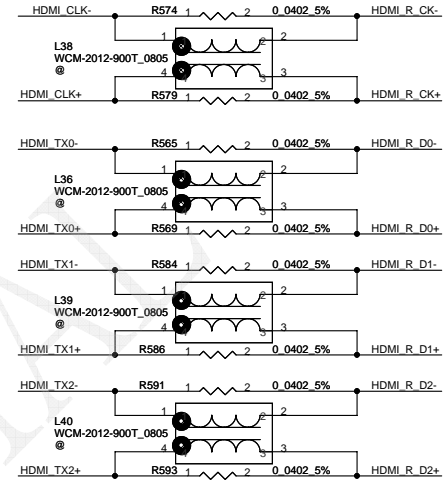 HDMI_CLK- R574 1 2 0_0402_5% HDMI_R_CK-
1 2
L38
WCM-2012-900T_0805
@
4 3
HDMI_CLK+ R579 1 2 0_0402_5% HDMI_R_CK+
HDMI_TX0- R565 1 2 0_0402_5% HDMI_R_D0-
1 2
L36
WCM-2012-900T_0805
@
4 3
HDMI_TX0+ R569 1 2 0_0402_5% HDMI_R_D0+
HDMI_TX1- R584 1 2 0_0402_5% HDMI_R_D1-
1 2
L39
WCM-2012-900T_0805
@
4 3
HDMI_TX1+ R586 1 2 0_0402_5% HDMI_R_D1+
HDMI_TX2- R591 1 2 0_0402_5% HDMI_R_D2-
1 2
L40
WCM-2012-900T_0805
@
4 3
HDMI_TX2+ R593 1 2 0_0402_5% HDMI_R_D2+